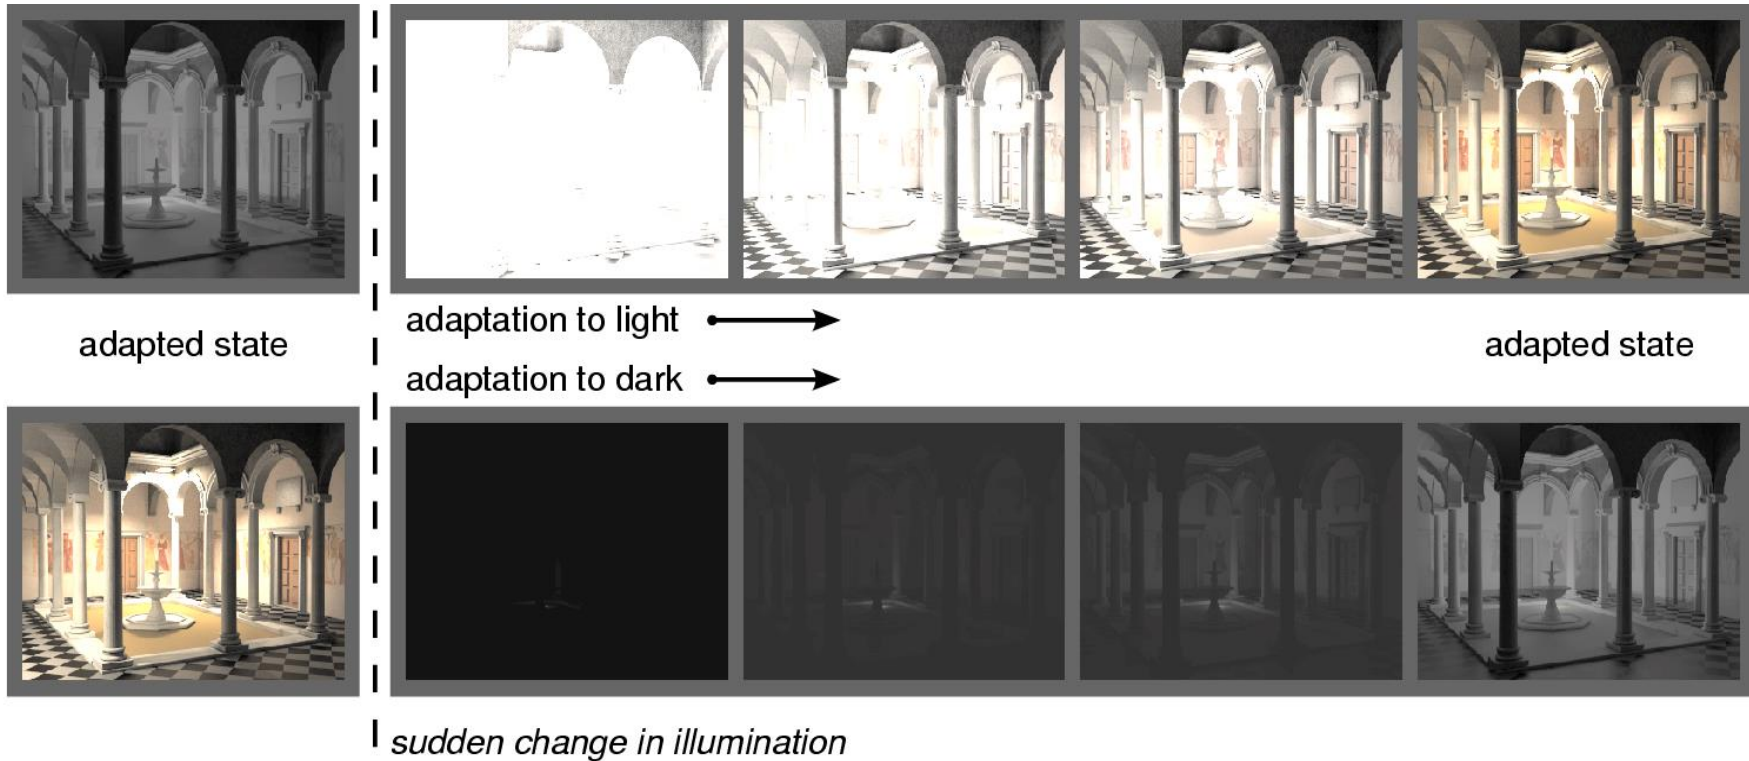 adaptation to light
adapted state
adapted state
adaptation to dark
sudden change in illumination